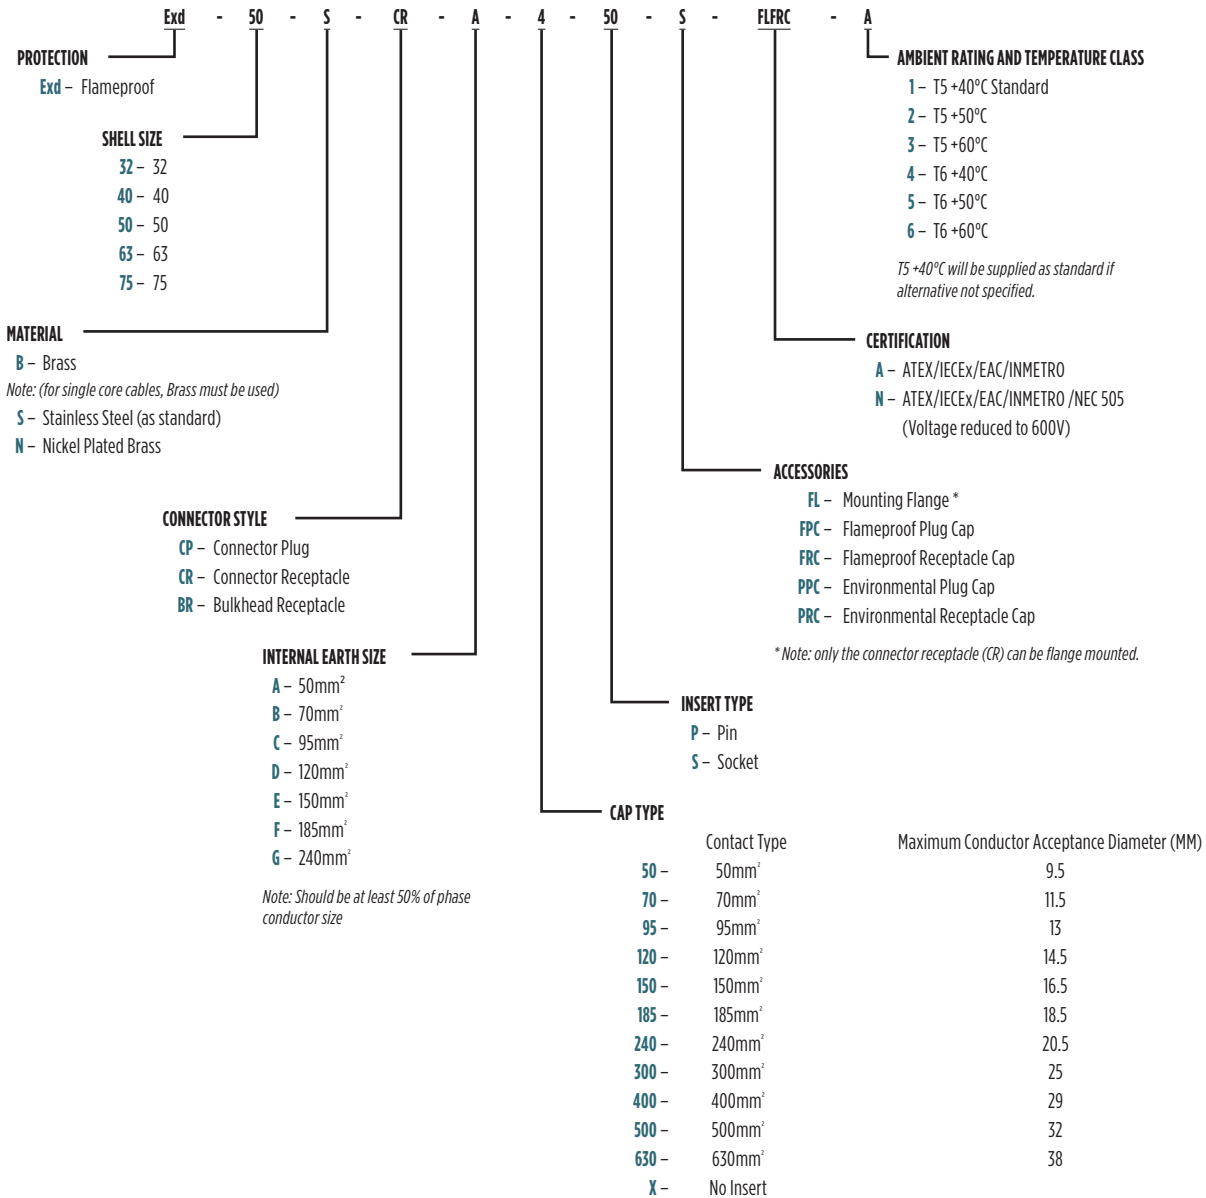 Exd - 50 - S - CR - A - 4 - 50 - S - FLFRC - A
PROTECTION
Exd – Flameproof
SHELL SIZE
32 – 32
40 – 40
50 – 50
63 – 63
75 – 75
MATERIAL
B – Brass
Note: (for single core cables, Brass must be used)
S – Stainless Steel (as standard)
N – Nickel Plated Brass
CONNECTOR STYLE
CP – Connector Plug
CR – Connector Receptacle
BR – Bulkhead Receptacle
INTERNAL EARTH SIZE
A – 50mm²
B – 70mm²
C – 95mm²
D – 120mm²
E – 150mm²
F – 185mm²
G – 240mm²
Note: Should be at least 50% of phase
conductor size
AMBIENT RATING AND TEMPERATURE CLASS
1 – T5 +40°C Standard
2 – T5 +50°C
3 – T5 +60°C
4 – T6 +40°C
5 – T6 +50°C
6 – T6 +60°C
T5 +40°C will be supplied as standard if
alternative not specified.
CERTIFICATION
A – ATEX/IECEx/EAC/INMETRO
N – ATEX/IECEx/EAC/INMETRO /NEC 505
(Voltage reduced to 600V)
ACCESSORIES
FL – Mounting Flange *
FPC – Flameproof Plug Cap
FRC – Flameproof Receptacle Cap
PPC – Environmental Plug Cap
PRC – Environmental Receptacle Cap
* Note: only the connector receptacle (CR) can be flange mounted.
INSERT TYPE
P – Pin
S – Socket
CAP TYPE
Contact Type Maximum Conductor Acceptance Diameter (MM)
50 – 50mm² 9.5
70 – 70mm² 11.5
95 – 95mm² 13
120 – 120mm² 14.5
150 – 150mm² 16.5
185 – 185mm² 18.5
240 – 240mm² 20.5
300 – 300mm² 25
400 – 400mm² 29
500 – 500mm² 32
630 – 630mm² 38
X – No Insert